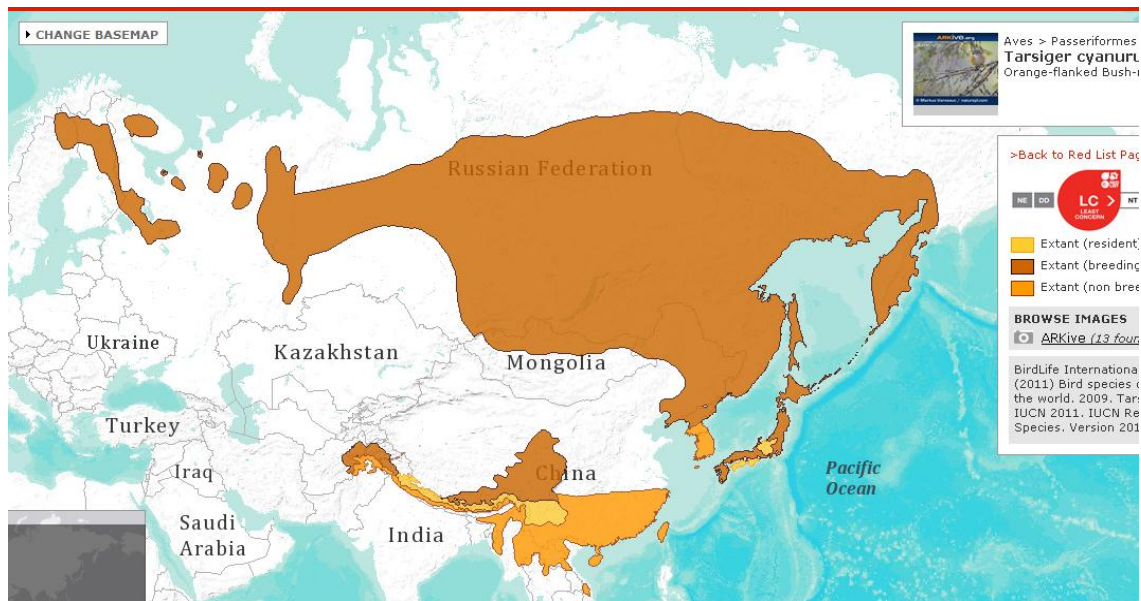 CHANGE BASEMAP
ARKIVE.org
Aves > Passeriformes
Tarsiger cyanuru
Orange-flanked Bush-r
>Back to Red List Pag
NE DD LC > NT
LEAST
CONCERN
Extant (resident)
Extant (breeding
Extant (non bree
BROWSE IMAGES
ARKive (13 foun
BirdLife Internationa
(2011) Bird species o
the world. 2009. Tars
IUCN 2011. IUCN Re
Species. Version 201
Russian Federation
Ukraine
Kazakhstan
Mongolia
Turkey
Iraq
China
Pacific
Ocean
Saudi
Arabia
India